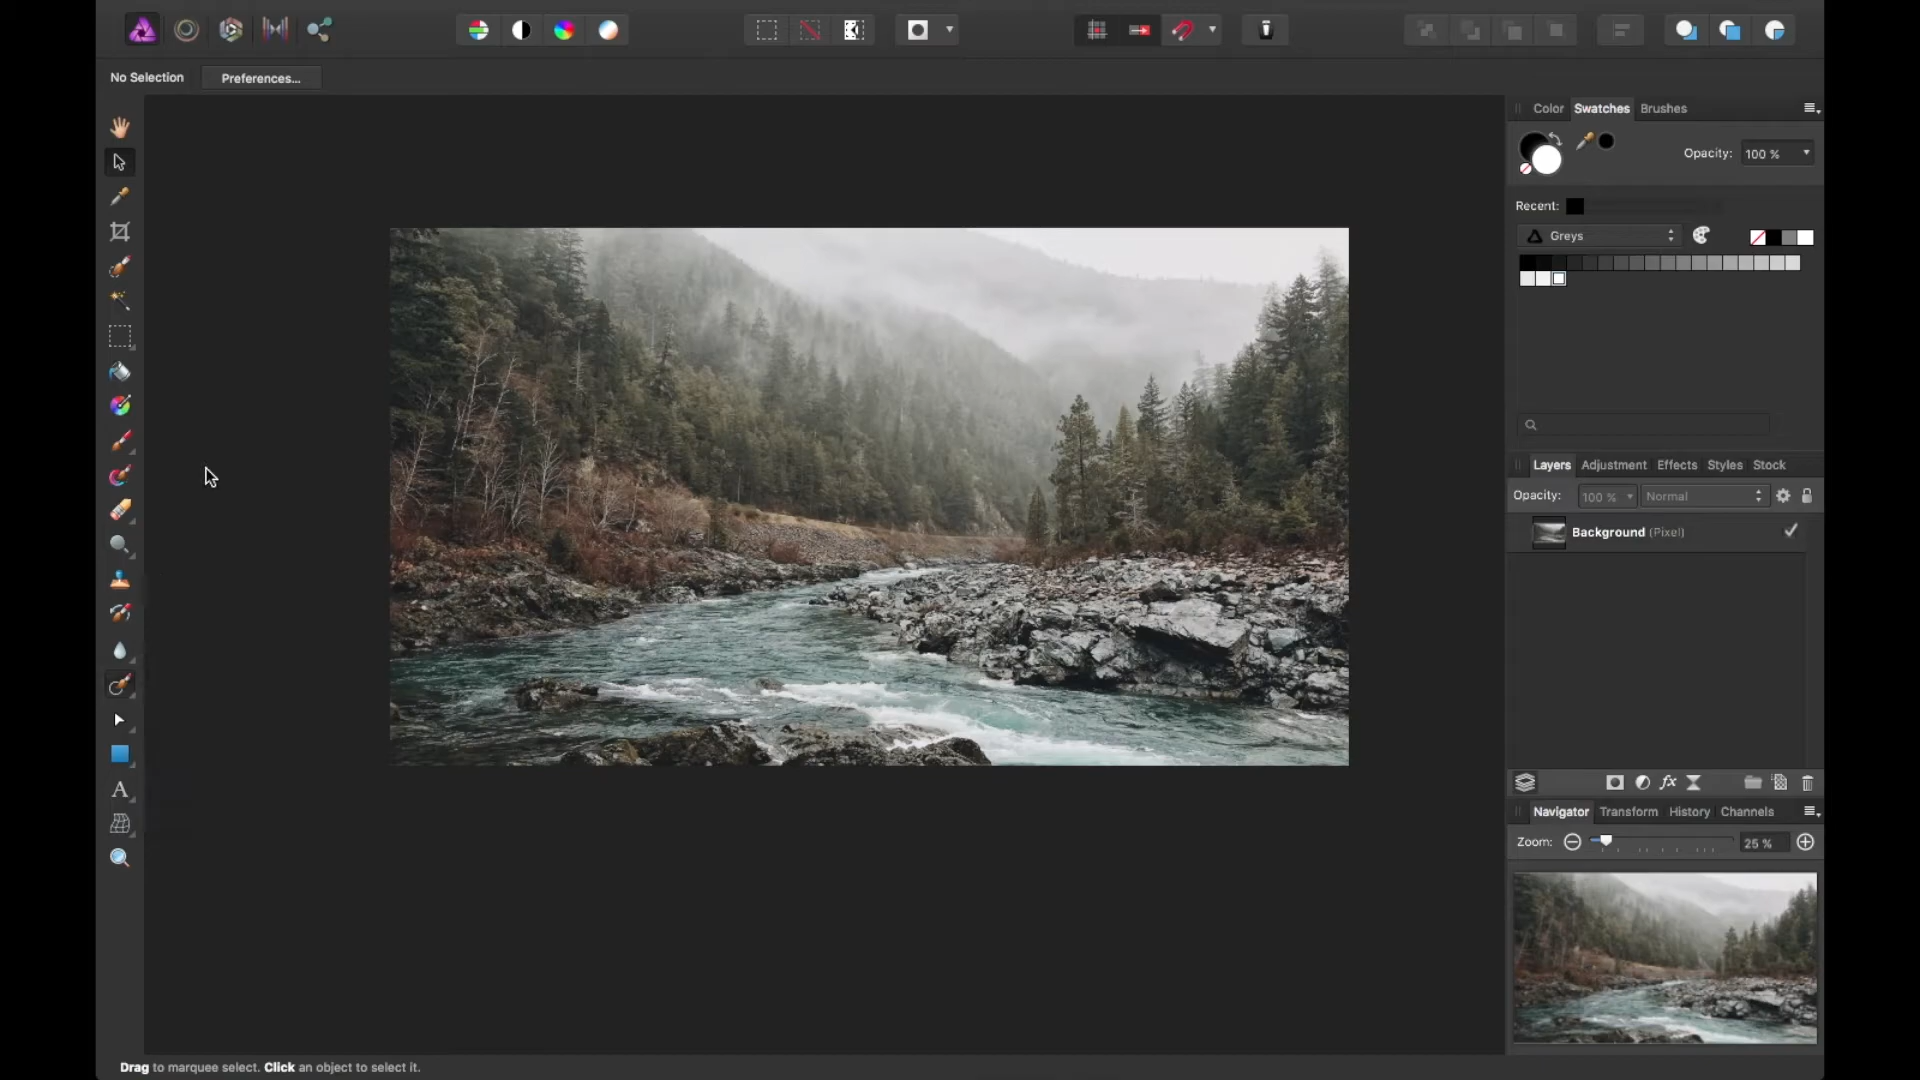 No Selection
Preferences...
Color
Swatches
Brushes
Opacity:
100 %
Recent:
Greys
Layers
Adjustment
Effects
Styles
Stock
Opacity:
100 %
Normal
Background (Pixel)
fx
Navigator
Transform
History
Channels
Zoom:
25 %
A
Drag to marquee select. Click an object to select it.